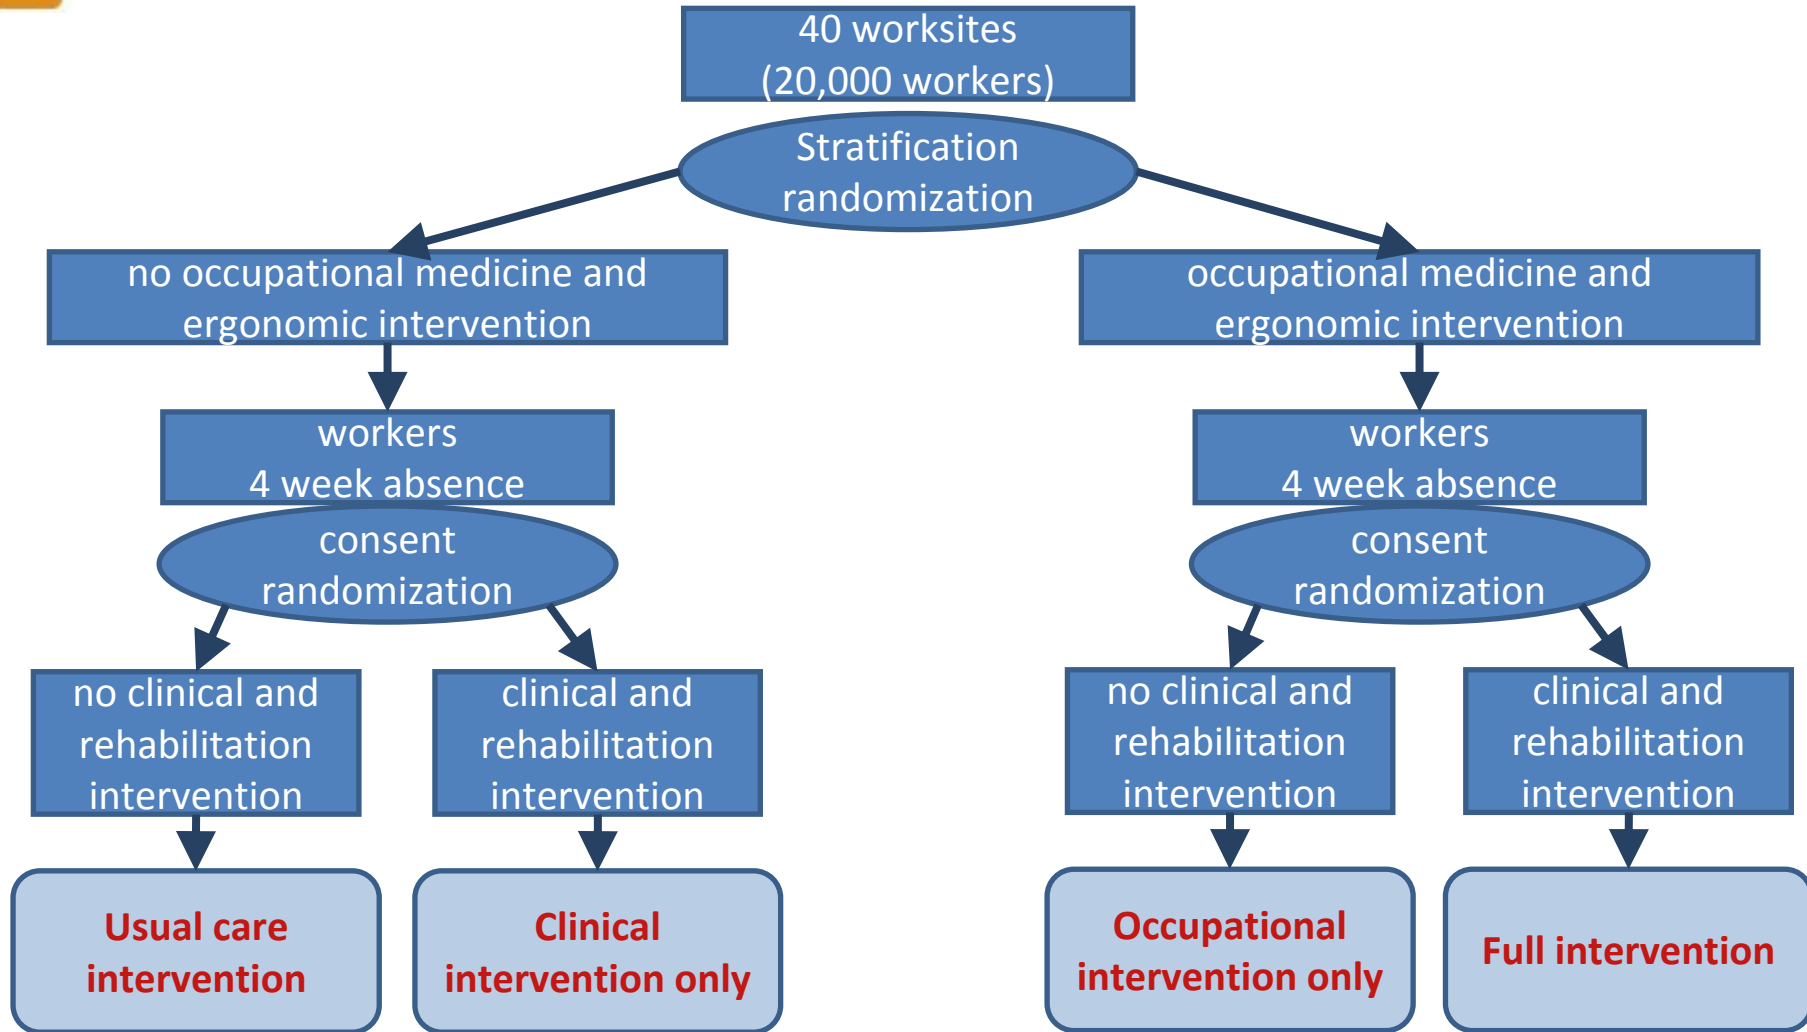 40 worksites
(20,000 workers)
Stratification
randomization
no occupational medicine and
ergonomic intervention
occupational medicine and
ergonomic intervention
workers
4 week absence
workers
4 week absence
consent
randomization
consent
randomization
no clinical and
rehabilitation
intervention
clinical and
rehabilitation
intervention
no clinical and
rehabilitation
intervention
clinical and
rehabilitation
intervention
Usual care
intervention
Clinical
intervention only
Occupational
intervention only
Full intervention